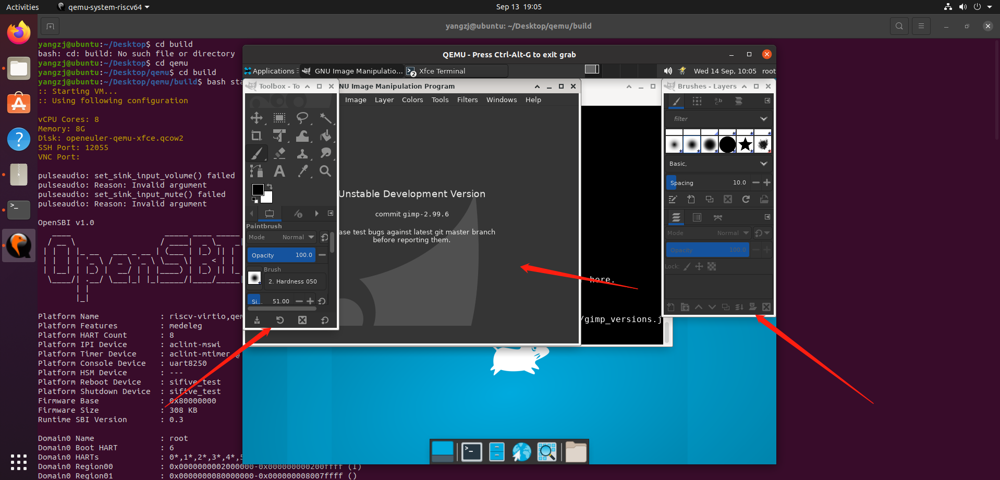 Activities
qemu-system-riscv64
Sep 13 19:05
yangzj@ubuntu: ~/Desktop/qemu/build
yangzj@ubuntu:~/Desktop$ cd build
bash: cd: build: No such file or directory
yangzj@ubuntu:~/Desktop$ cd qemu
yangzj@ubuntu:~/Desktop/qemu$ cd build
yangzj@ubuntu:~/Desktop/qemu/build$ bash sta
:: Starting VM...
:: Using following configuration
vCPU Cores: 8
Memory: 8G
Disk: openeuler-qemu-xfce.qcow2
SSH Port: 12055
VNC Port:
pulseaudio: set_sink_input_volume() failed
pulseaudio: Reason: Invalid argument
pulseaudio: set_sink_input_mute() failed
pulseaudio: Reason: Invalid argument
OpenSBI v1.0
OpenSBI
Platform Name : riscv-virtio,qem
Platform Features : medeleg
Platform HART Count : 8
Platform IPI Device : aclint-mswi
Platform Timer Device : aclint-mtimer @
Platform Console Device : uart8250
Platform HSM Device : ---
Platform Reboot Device : sifive_test
Platform Shutdown Device : sifive_test
Firmware Base : 0x80000000
Firmware Size : 308 KB
Runtime SBI Version : 0.3
Domain0 Name : root
Domain0 Boot HART : 6
Domain0 HARTs : 0*,1*,2*,3*,4*,5
Domain0 Region00 : 0x0000000002000000-0x000000000200ffff (I)
Domain0 Region01 : 0x0000000080000000-0x000000008007ffff ()
QEMU - Press Ctrl-Alt-G to exit grab
Applications
GNU Image Manipulatio...
2
Xfce Terminal
Wed 14 Sep, 10:05
root
Toolbox - To
NU Image Manipulation Program
Image Layer Colors Tools Filters Windows Help
Unstable Development Version
commit gimp-2.99.6
ase test bugs against latest git master branch
before reporting them.
Paintbrush
Mode Normal
Opacity 100.0
Brush
2. Hardness 050
Si... 51.00
here.
/gimp_versions.j
Brushes - Layers
filter
Basic,
Spacing 10.0
Mode Normal
Opacity 100.0
Lock: